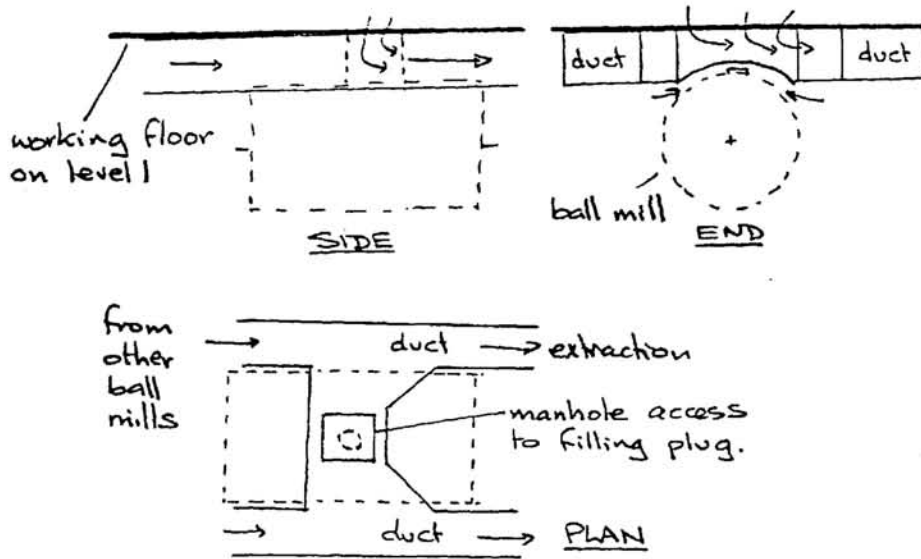 duct
duct
working floor
on level 1
ball mill
SIDE
END
from
other
ball
mills
duct
extraction
manhole access
to filling plug.
duct
PLAN